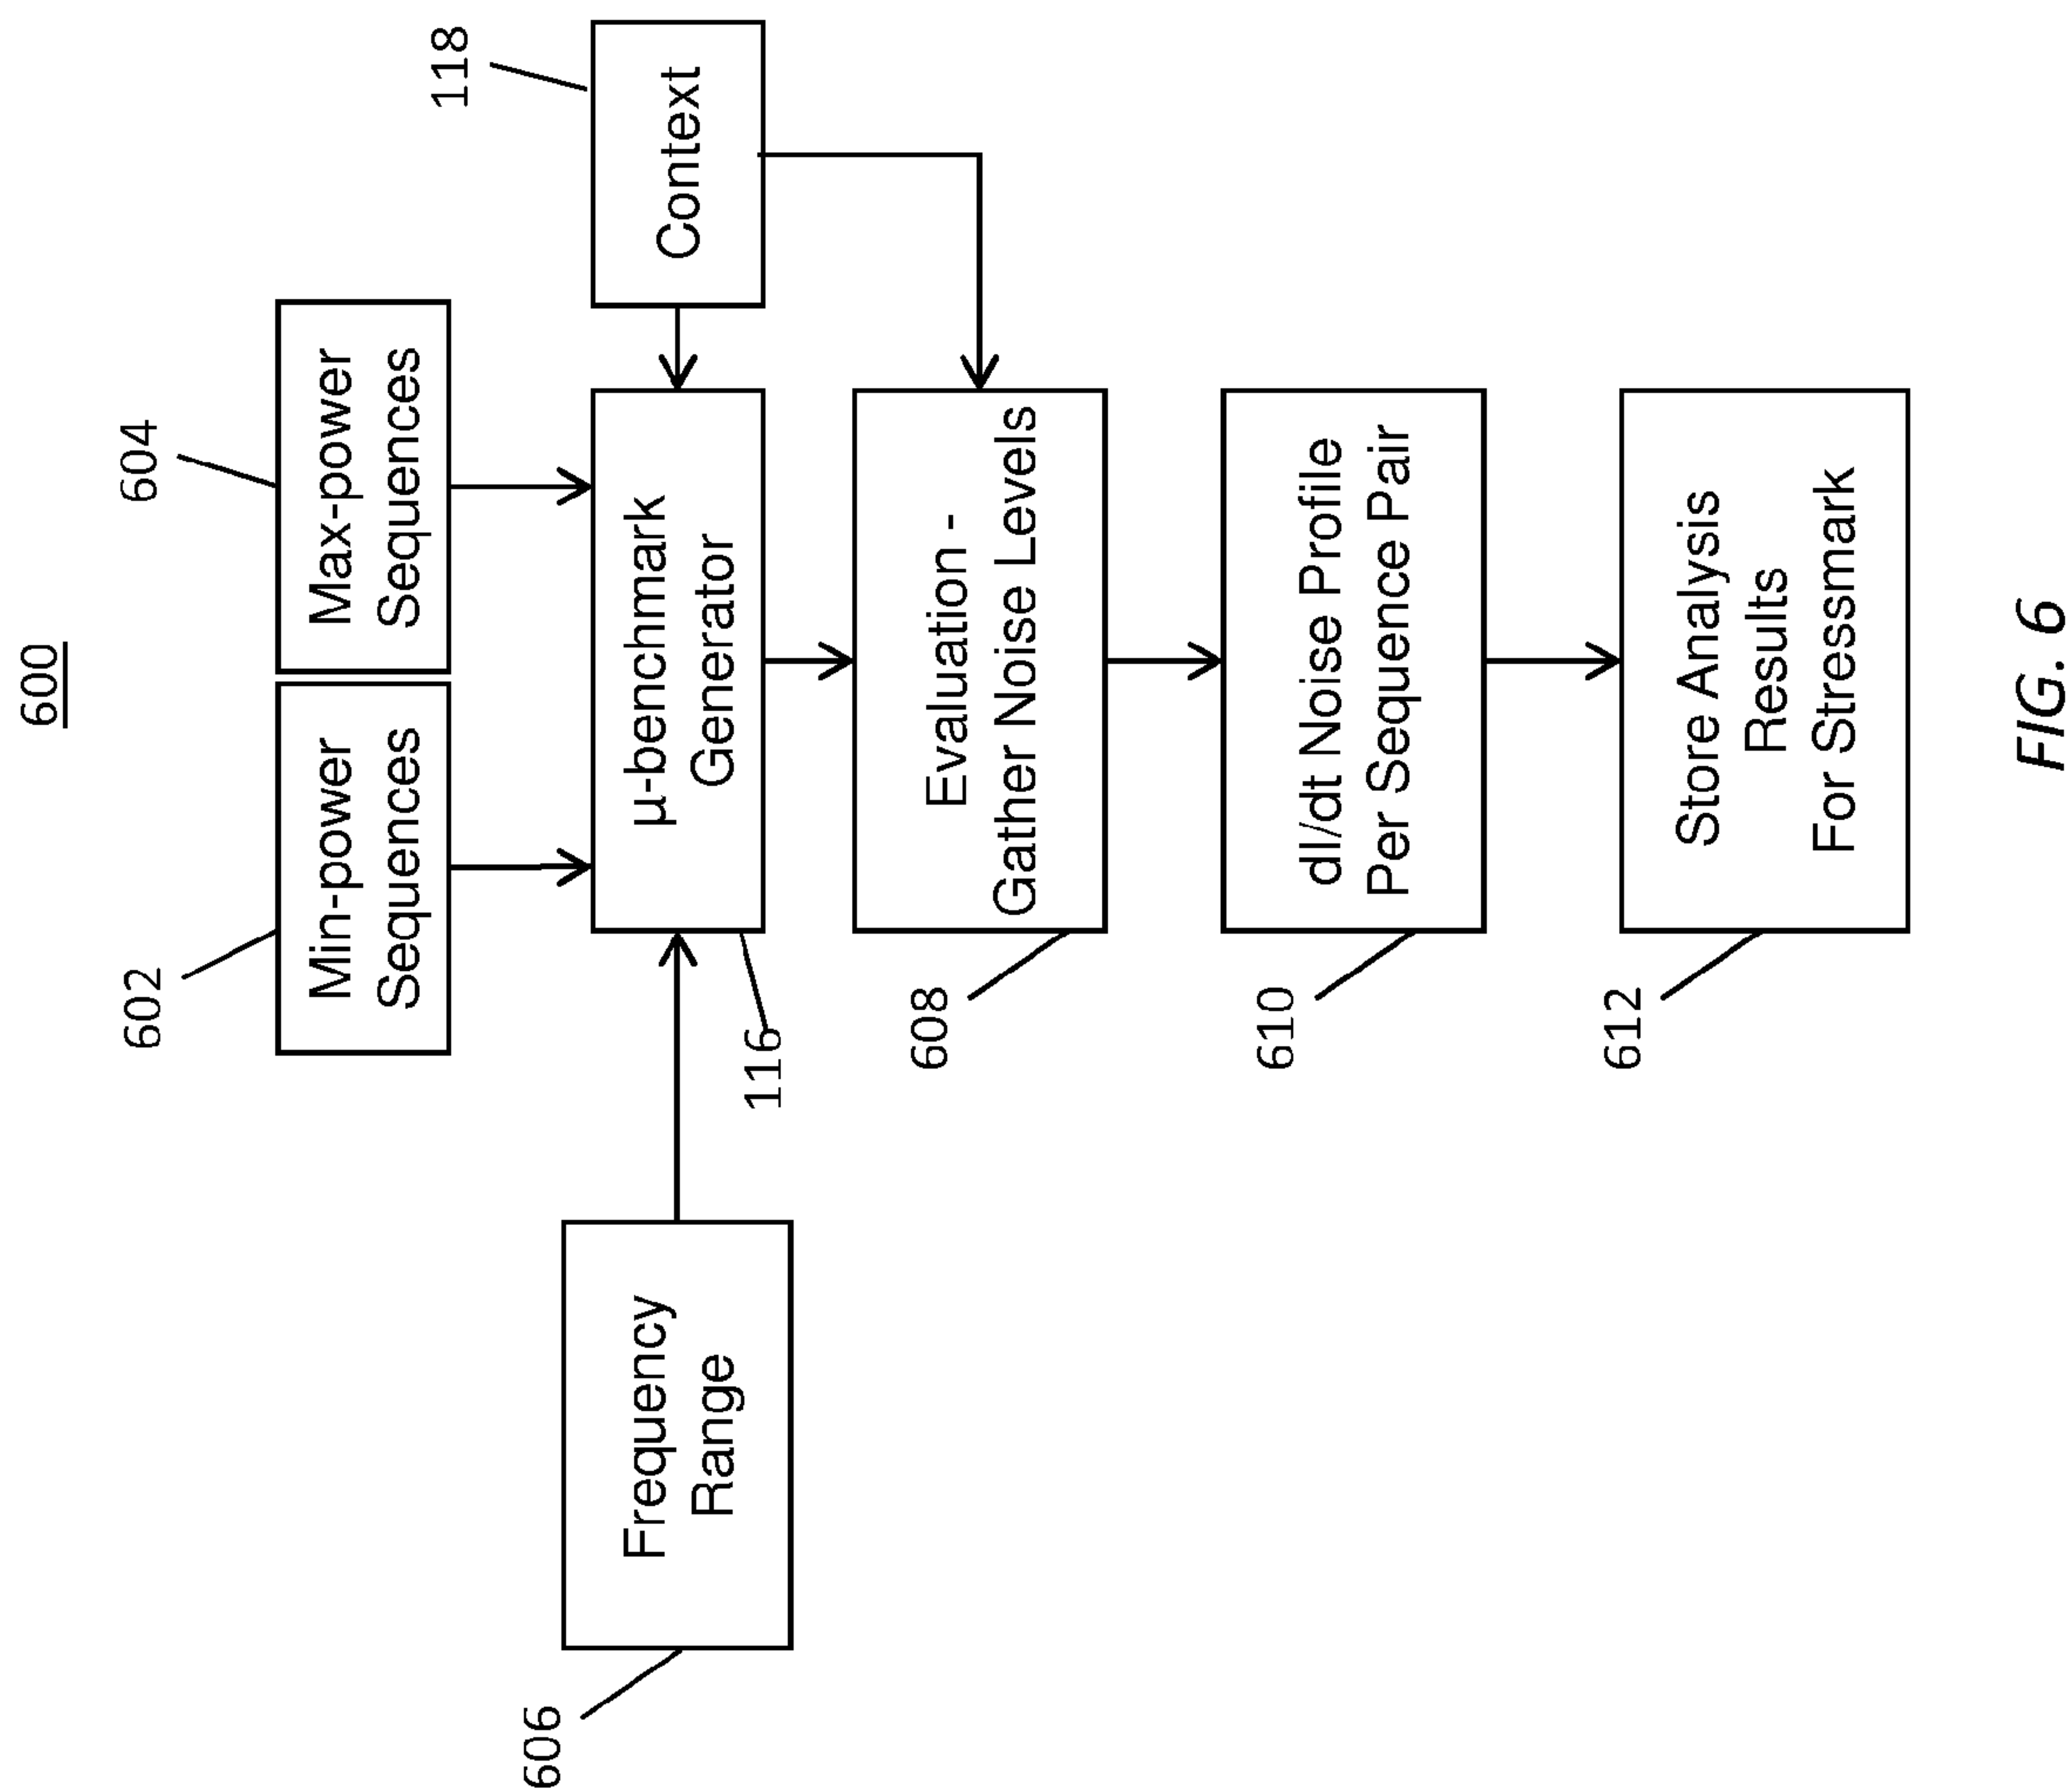 600
602
Min-power
Sequences
604
Max-power
Sequences
118
Context
606
Frequency
Range
116
µ-benchmark
Generator
608
Evaluation -
Gather Noise Levels
610
dI/dt Noise Profile
Per Sequence Pair
612
Store Analysis
Results
For Stressmark
FIG. 6